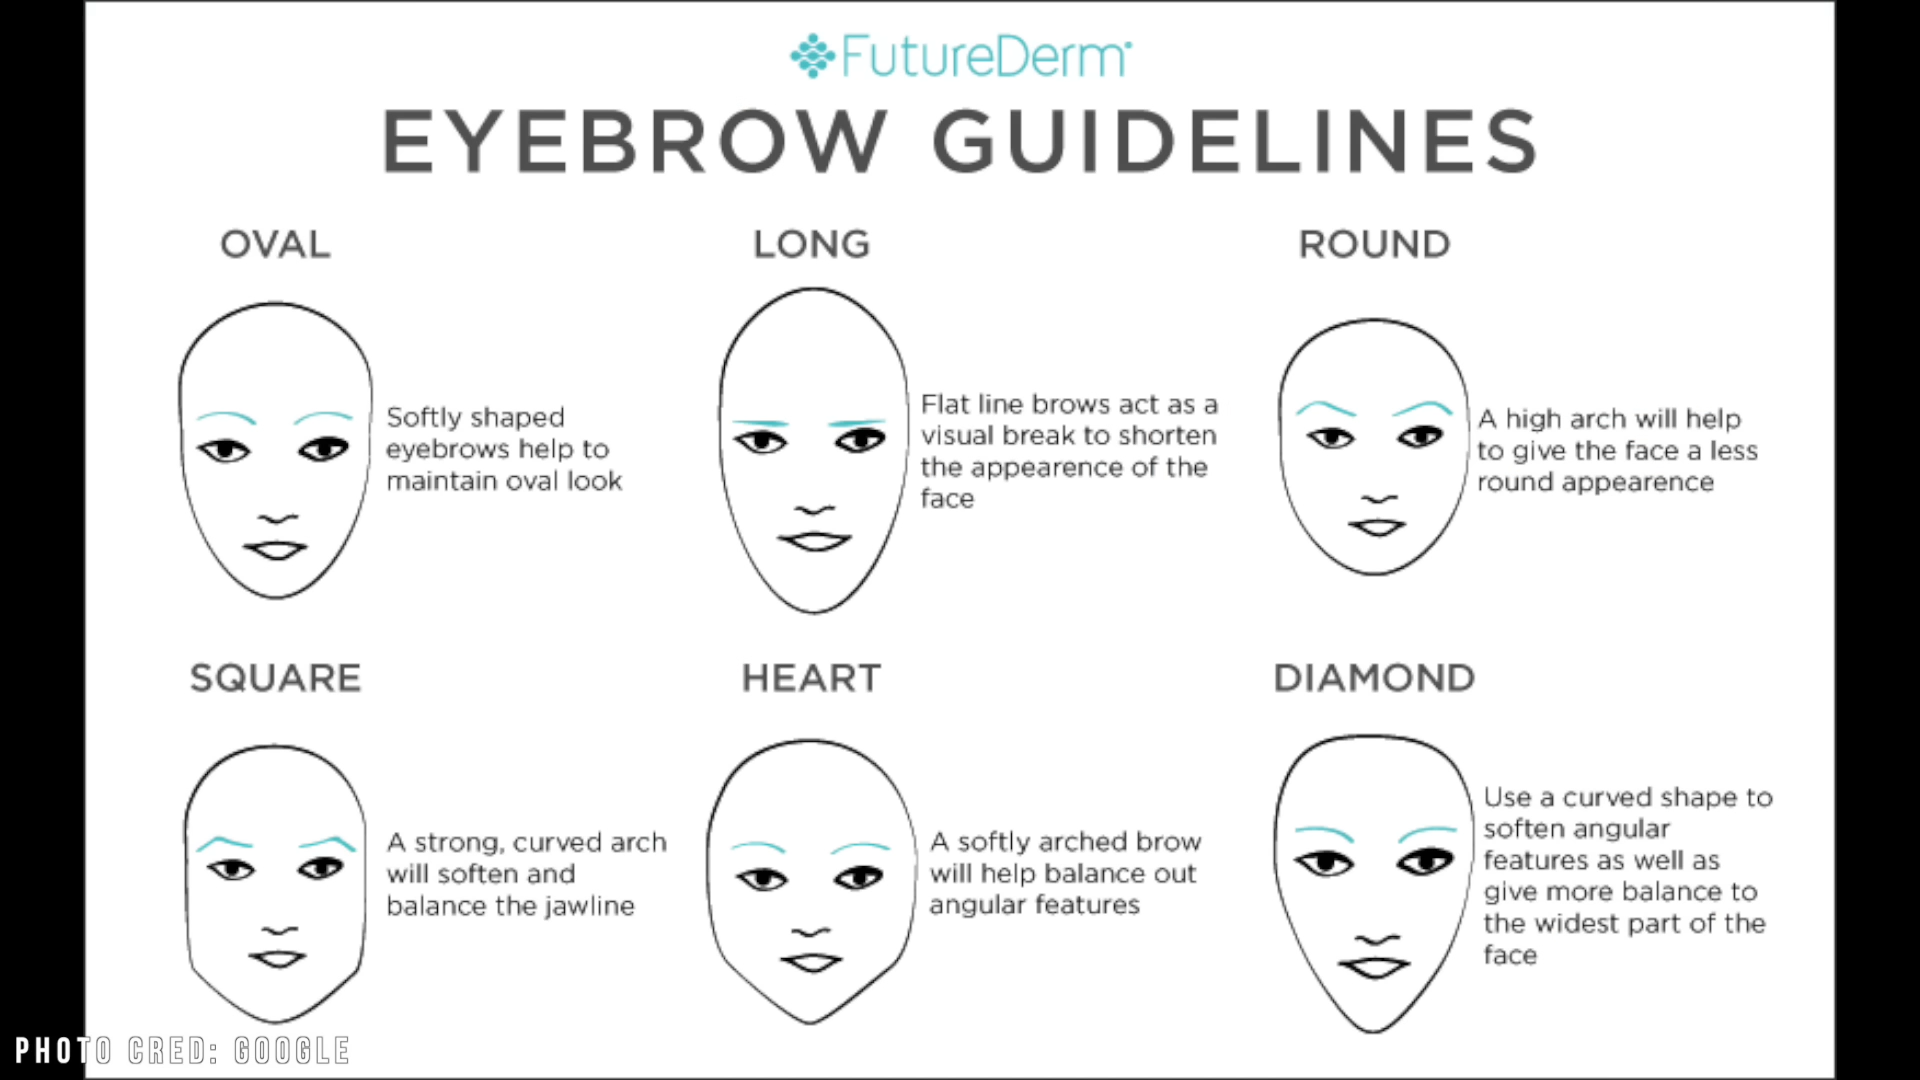 FutureDerm
EYEBROW GUIDELINES
OVAL
Softly shaped
eyebrows help to
maintain oval look
LONG
Flat line brows act as a
visual break to shorten
the appearence of the
face
ROUND
A high arch will help
to give the face a less
round appearence
SQUARE
A strong, curved arch
will soften and
balance the jawline
HEART
A softly arched brow
will help balance out
angular features
DIAMOND
Use a curved shape to
soften angular
features as well as
give more balance to
the widest part of the
face
PHOTO CRED: GOOGLE